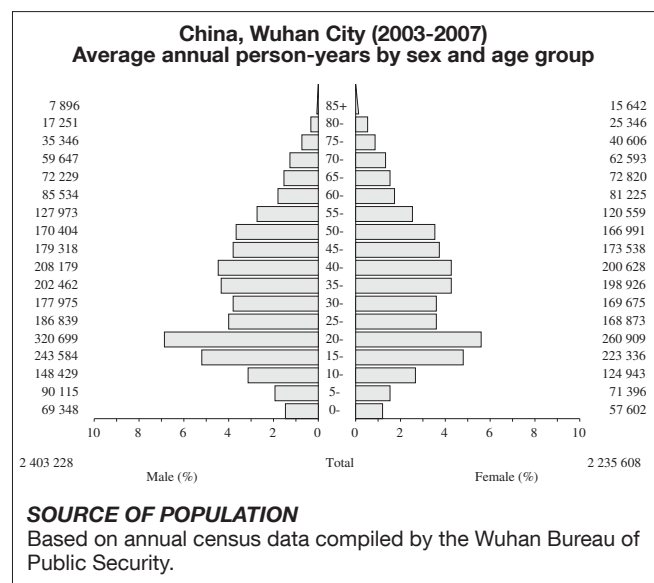 China, Wuhan City (2003-2007)
Average annual person-years by sex and age group
7 896 85+ 15 642
17 251 80- 25 346
35 346 75- 40 606
59 647 70- 62 593
72 229 65- 72 820
85 534 60- 81 225
127 973 55- 120 559
170 404 50- 166 991
179 318 45- 173 538
208 179 40- 200 628
202 462 35- 198 926
177 975 30- 169 675
186 839 25- 168 873
320 699 20- 260 909
243 584 15- 223 336
148 429 10- 124 943
90 115 5- 71 396
69 348 0- 57 602
10 8 6 4 2 0 0 2 4 6 8 10
2 403 228 Total 2 235 608
Male (%) Female (%)
SOURCE OF POPULATION
Based on annual census data compiled by the Wuhan Bureau of
Public Security.